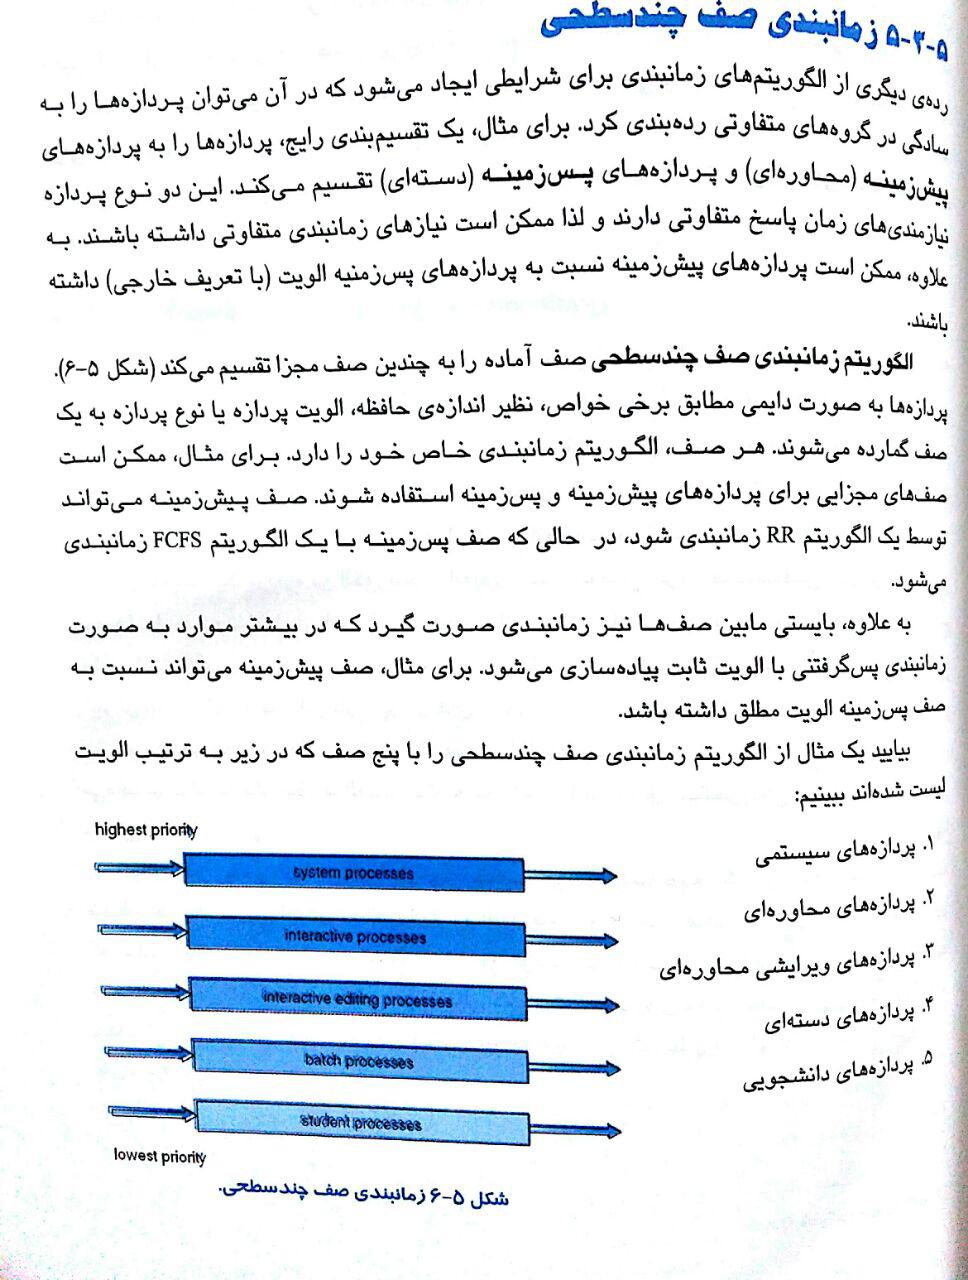 ۵-۳-۵ زمانبندی صف چندسطحی
رده‌ی دیگری از الگوریتم‌های زمانبندی برای شرایطی ایجاد می‌شود که در آن می‌توان پردازه‌ها را به
سادگی در گروه‌های متفاوتی رده‌بندی کرد. برای مثال، یک تقسیم‌بندی رایج، پردازه‌ها را به پردازه‌های
پیش‌زمینه (محاوره‌ای) و پردازه‌های پس‌زمینه (دسته‌ای) تقسیم می‌کند. این دو نوع پردازه
نیازمندی‌های زمان پاسخ متفاوتی دارند و لذا ممکن است نیازهای زمانبندی متفاوتی داشته باشند. به
علاوه، ممکن است پردازه‌های پیش‌زمینه نسبت به پردازه‌های پس‌زمنیه الویت (با تعریف خارجی) داشته
باشند.
الگوریتم زمانبندی صف چندسطحی صف آماده را به چندین صف مجزا تقسیم می‌کند (شکل ۵-۶).
پردازه‌ها به صورت دایمی مطابق برخی خواص، نظیر اندازه‌ی حافظه، الویت پردازه یا نوع پردازه به یک
صف گمارده می‌شوند. هر صف، الگوریتم زمانبندی خاص خود را دارد. برای مثال، ممکن است
صف‌های مجزایی برای پردازه‌های پیش‌زمینه و پس‌زمینه استفاده شوند. صف پیش‌زمینه می‌تواند
توسط یک الگوریتم RR زمانبندی شود، در حالی که صف پس‌زمینه با یک الگوریتم FCFS زمانبندی
می‌شود.
به علاوه، بایستی مابین صف‌ها نیز زمانبندی صورت گیرد که در بیشتر موارد به صورت
زمانبندی پس‌گرفتنی با الویت ثابت پیاده‌سازی می‌شود. برای مثال، صف پیش‌زمینه می‌تواند نسبت به
صف پس‌زمینه الویت مطلق داشته باشد.
بیایید یک مثال از الگوریتم زمانبندی صف چندسطحی را با پنج صف که در زیر به ترتیب الویت
لیست شده‌اند ببینیم:
۱. پردازه‌های سیستمی
۲. پردازه‌های محاوره‌ای
۳. پردازه‌های ویرایشی محاوره‌ای
۴. پردازه‌های دسته‌ای
۵. پردازه‌های دانشجویی
highest priority
system processes
interactive processes
interactive editing processes
batch processes
student processes
lowest priority
شکل ۵-۶ زمانبندی صف چندسطحی.